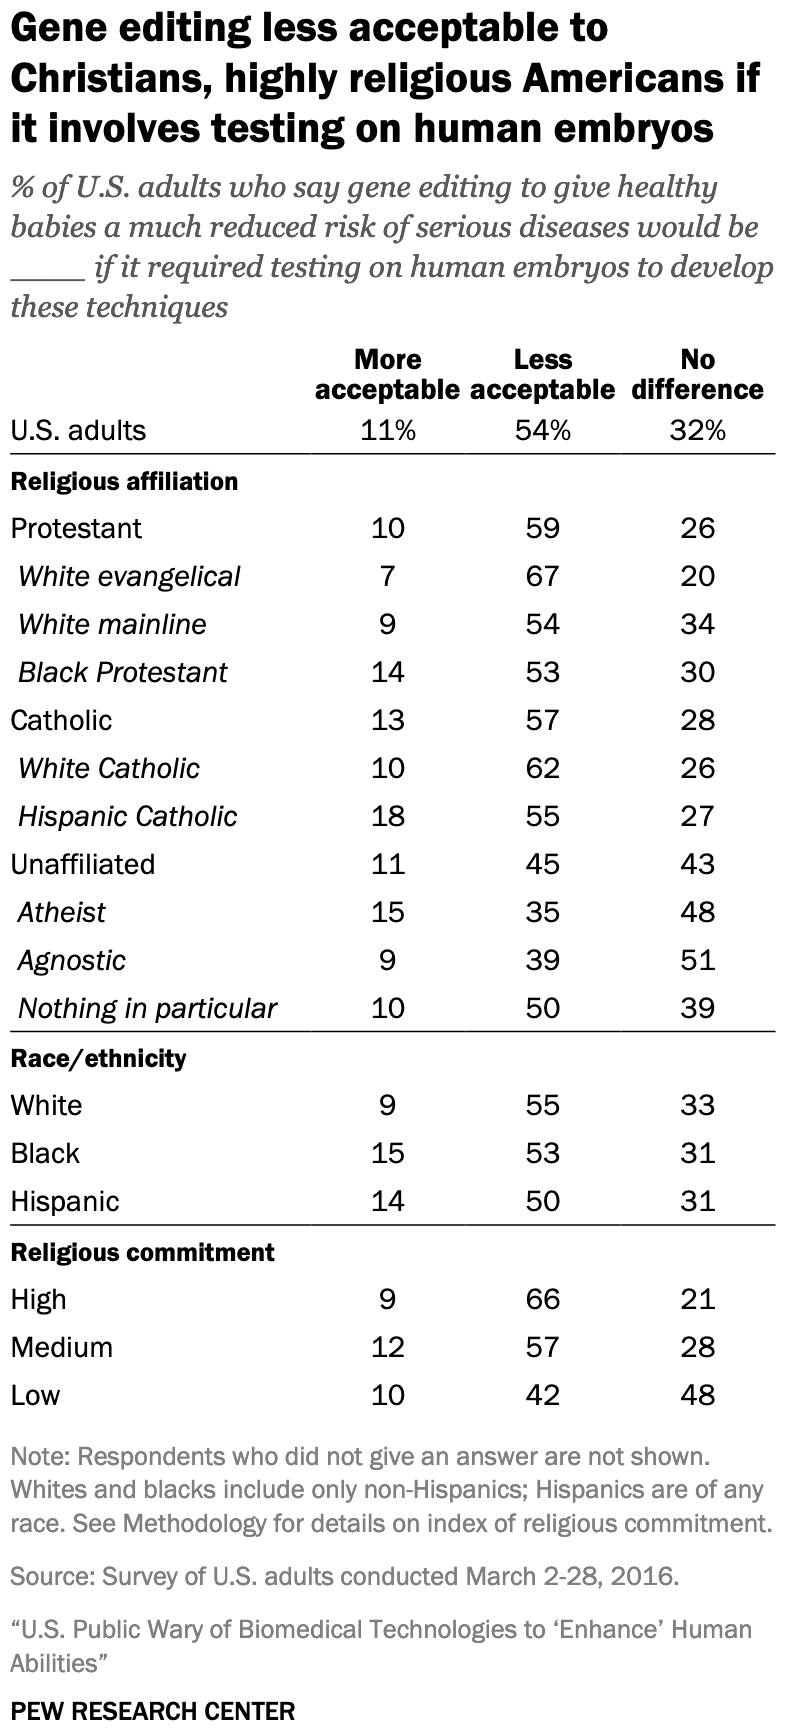 Gene editing less acceptable to
Christians, highly religious Americans if
it involves testing on human embryos
% of U.S. adults who say gene editing to give healthy
babies a much reduced risk of serious diseases would be
____ if it required testing on human embryos to develop
these techniques
More Less No
acceptable acceptable difference
U.S. adults 11% 54% 32%
Religious affiliation
Protestant 10 59 26
White evangelical 7 67 20
White mainline 9 54 34
Black Protestant 14 53 30
Catholic 13 57 28
White Catholic 10 62 26
Hispanic Catholic 18 55 27
Unaffiliated 11 45 43
Atheist 15 35 48
Agnostic 9 39 51
Nothing in particular 10 50 39
Race/ethnicity
White 9 55 33
Black 15 53 31
Hispanic 14 50 31
Religious commitment
High 9 66 21
Medium 12 57 28
Low 10 42 48
Note: Respondents who did not give an answer are not shown.
Whites and blacks include only non-Hispanics; Hispanics are of any
race. See Methodology for details on index of religious commitment.
Source: Survey of U.S. adults conducted March 2-28, 2016.
“U.S. Public Wary of Biomedical Technologies to ‘Enhance’ Human
Abilities”
PEW RESEARCH CENTER